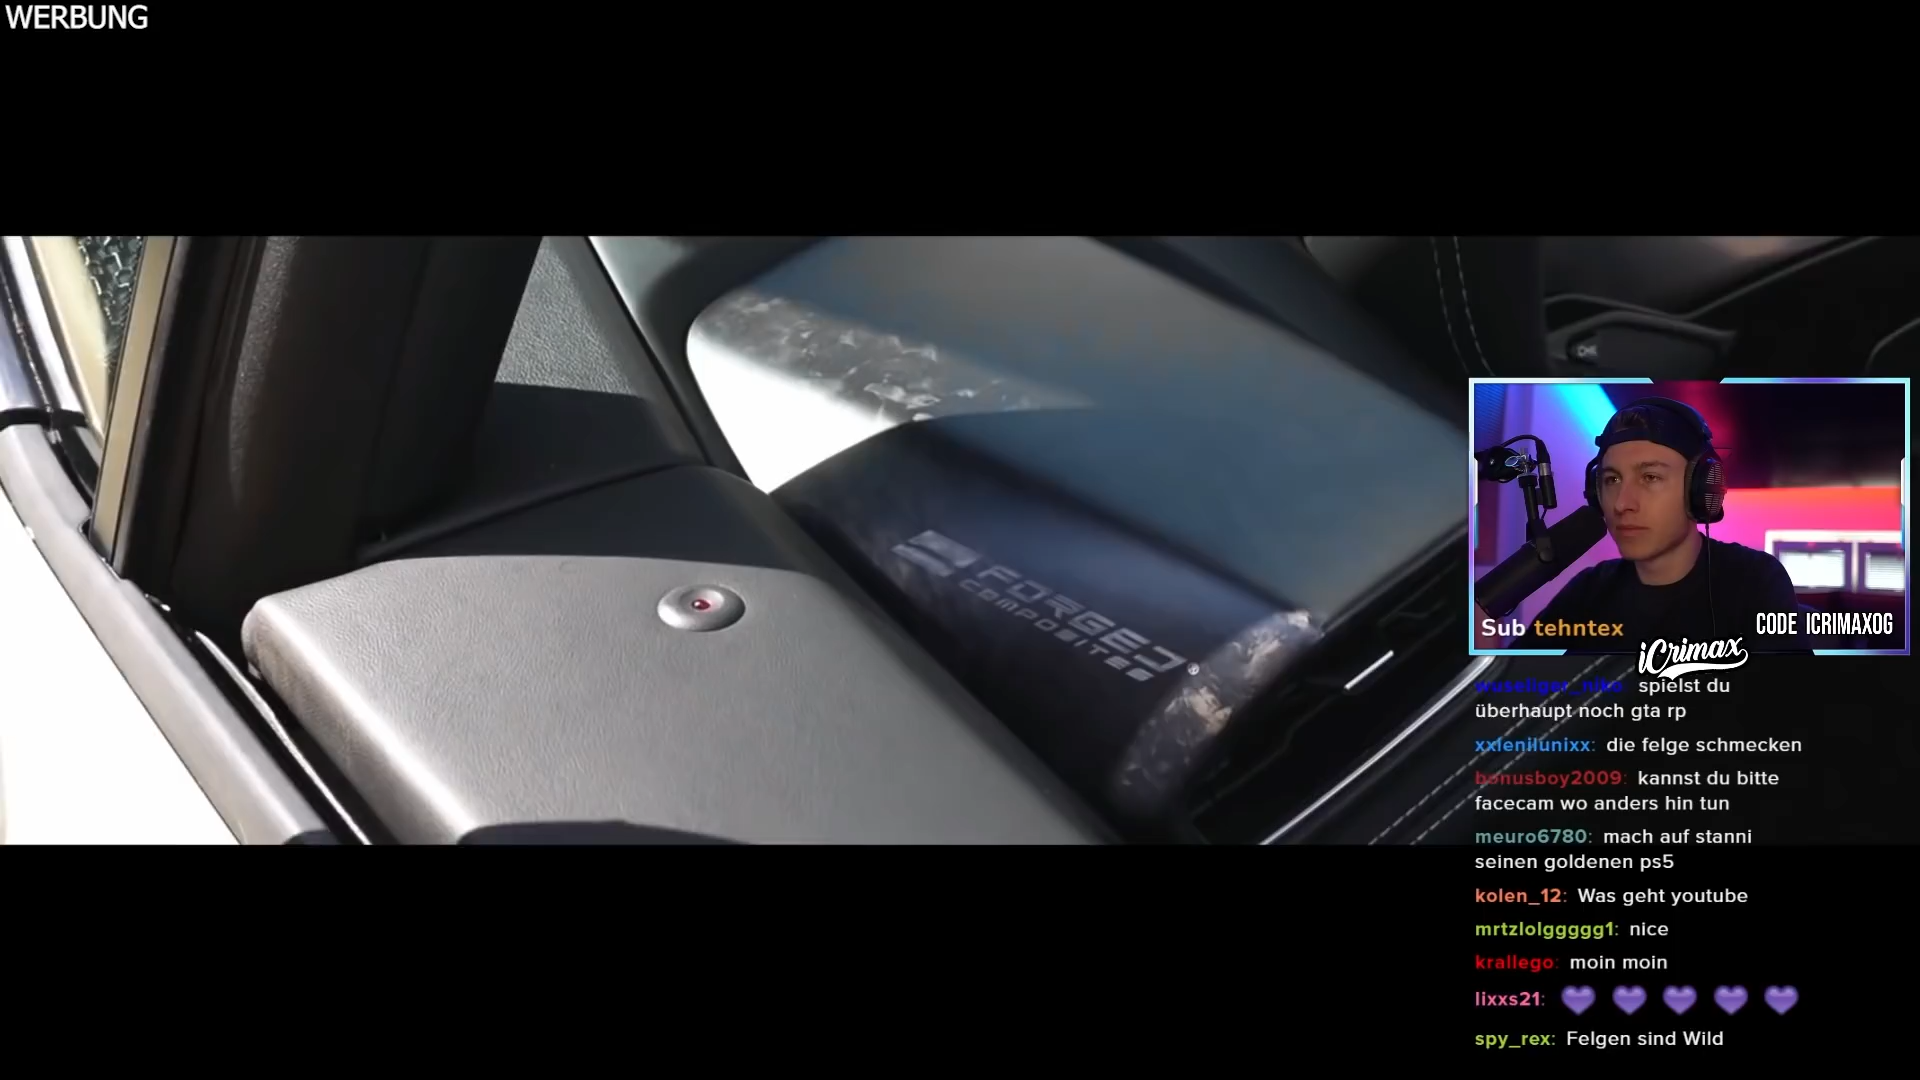 WERBUNG
FORGED
COMPOSITES
Sub tehntex
CODE ICRIMAXOG
iCrimax
wuseliger_niko spielst du
überhaupt noch gta rp
xxlenilunixx: die felge schmecken
bonusboy2009: kannst du bitte
facecam wo anders hin tun
meuro6780: mach auf stanni
seinen goldenen ps5
kolen_12: Was geht youtube
mrtzlolggggg1: nice
krallego: moin moin
lixxs21:
spy_rex: Felgen sind Wild